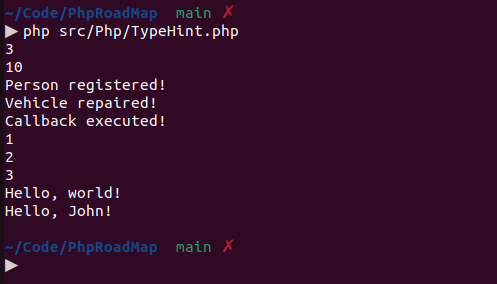 ~/Code/PhpRoadMap main ✗
▶ php src/Php/TypeHint.php
3
10
Person registered!
Vehicle repaired!
Callback executed!
1
2
3
Hello, world!
Hello, John!
~/Code/PhpRoadMap main ✗
▶